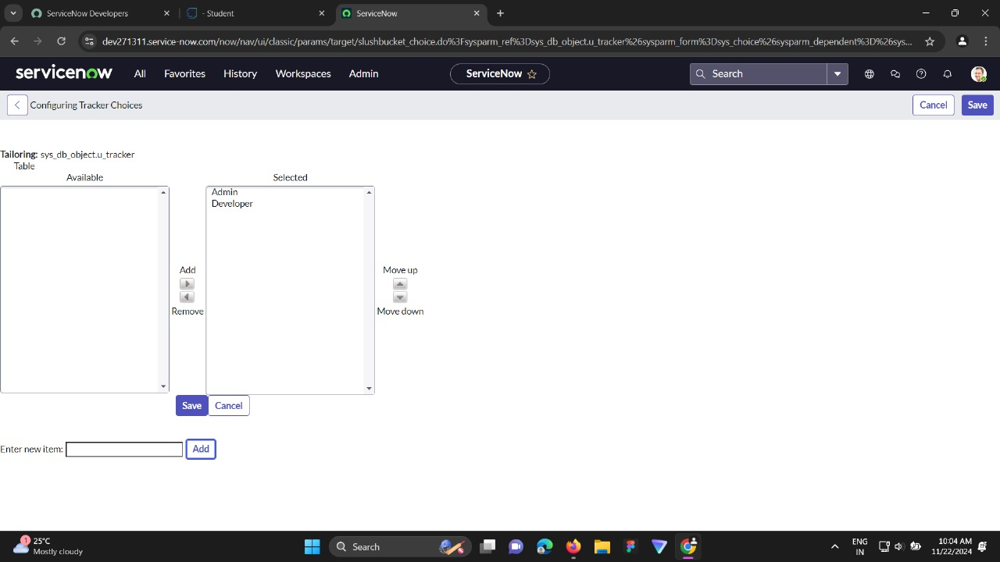 ServiceNow Developers
- Student
ServiceNow
dev271311.service-now.com/now/nav/ui/classic/params/target/slushbucket_choice.do%3Fsysparm_ref%3Dsys_db_object.u_tracker%26sysparm_form%3Dsys_choice%26sysparm_dependent%3D%26sys...
servicenow
All
Favorites
History
Workspaces
Admin
ServiceNow
Search
Configuring Tracker Choices
Cancel
Save
Tailoring: sys_db_object.u_tracker
Table
Available
Selected
Admin
Developer
Add
Remove
Move up
Move down
Save
Cancel
Enter new item:
Add
1
25°C
Mostly cloudy
Search
ENG
IN
10:04 AM
11/22/2024